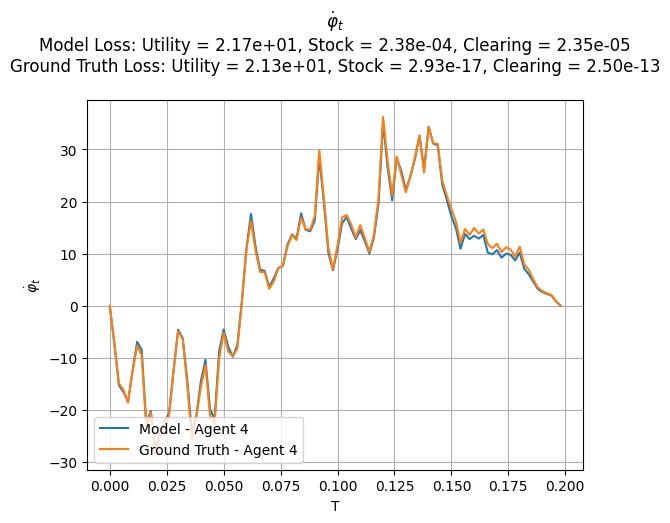 φ̇ₜ
Model Loss: Utility = 2.17e+01, Stock = 2.38e-04, Clearing = 2.35e-05
Ground Truth Loss: Utility = 2.13e+01, Stock = 2.93e-17, Clearing = 2.50e-13
30
20
10
0
−10
−20
−30
φ̇ₜ
Model - Agent 4
Ground Truth - Agent 4
0.000 0.025 0.050 0.075 0.100 0.125 0.150 0.175 0.200
T